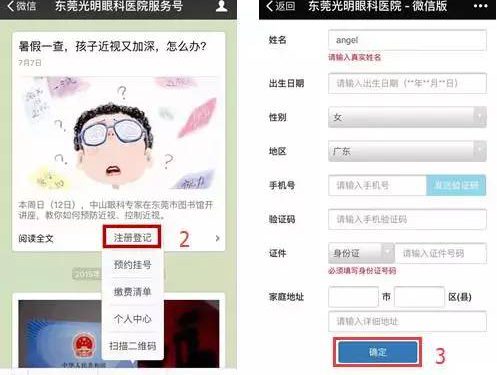 微信 东莞光明眼科医院服务号
暑假一查，孩子近视又加深，怎么办？
7月7日
本周日（12日），中山眼科专家在东莞市图书馆开
讲座，教你如何预防近视、控制近视。
阅读全文
注册登记
2
预约挂号
缴费清单
个人中心
扫描二维码
2015年
中华人民共和国
返回 东莞光明眼科医院 - 微信版
姓名 angel
请输入真实姓名
出生日期 请输入出生日期（**年**月**日）
性别 女
地区 广东
手机号 请输入手机号 发送验证码
验证码 请输入手机验证码
证件 身份证 请输入证件号码
必须填写身份证号码
家庭地址 市 区(县)
请输入详细地址
确定
3